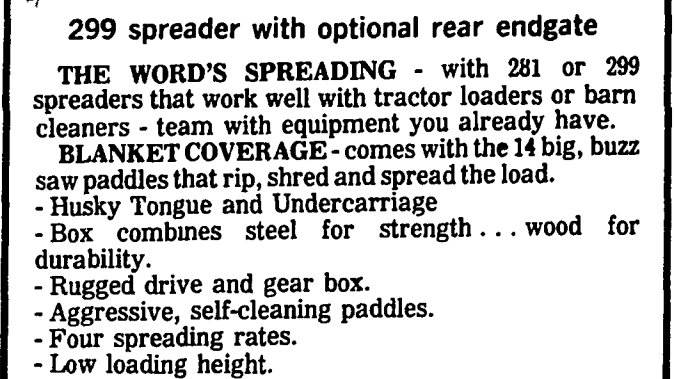 299 spreader with optional rear endgate
THE WORD'S SPREADING - with 281 or 299
spreaders that work well with tractor loaders or barn
cleaners - team with equipment you already have.
BLANKET COVERAGE - comes with the 14 big, buzz
saw paddles that rip, shred and spread the load.
- Husky Tongue and Undercarriage
- Box combines steel for strength . . . wood for
durability.
- Rugged drive and gear box.
- Aggressive, self-cleaning paddles.
- Four spreading rates.
- Low loading height.